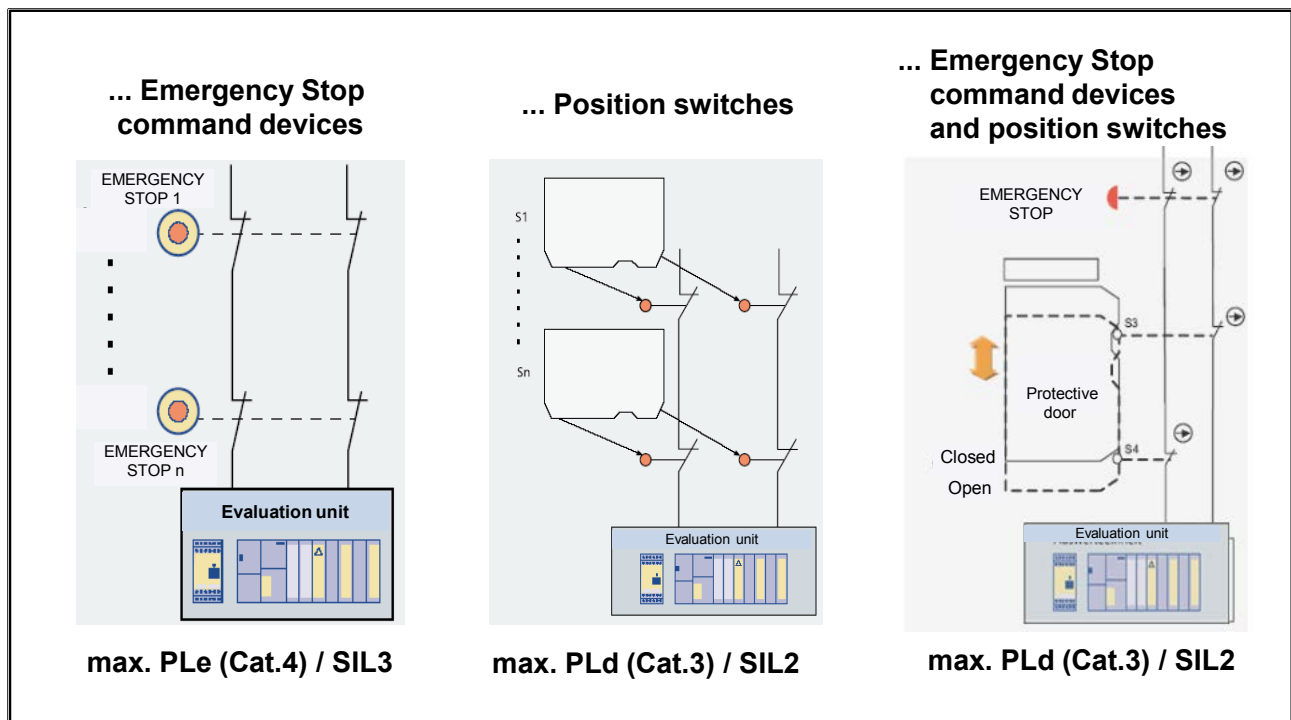 ... Emergency Stop
command devices
EMERGENCY
STOP 1
EMERGENCY
STOP n
Evaluation unit
max. PLe (Cat.4) / SIL3
... Position switches
S1
Sn
Evaluation unit
max. PLd (Cat.3) / SIL2
... Emergency Stop
command devices
and position switches
EMERGENCY
STOP
S3
Protective
door
S4
Closed
Open
Evaluation unit
max. PLd (Cat.3) / SIL2